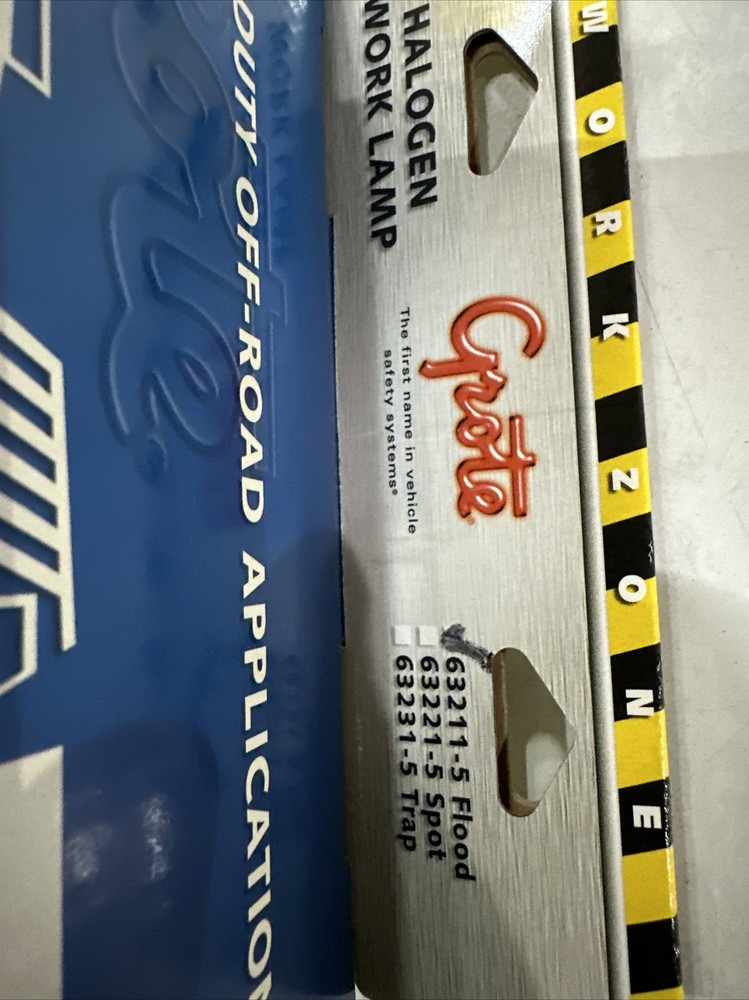 WORK ZONE
HALOGEN
WORK LAMP
Grote
The first name in vehicle
safety systems®
63211-5 Flood
63221-5 Spot
63231-5 Trap
DUTY OFF-ROAD APPLICATION